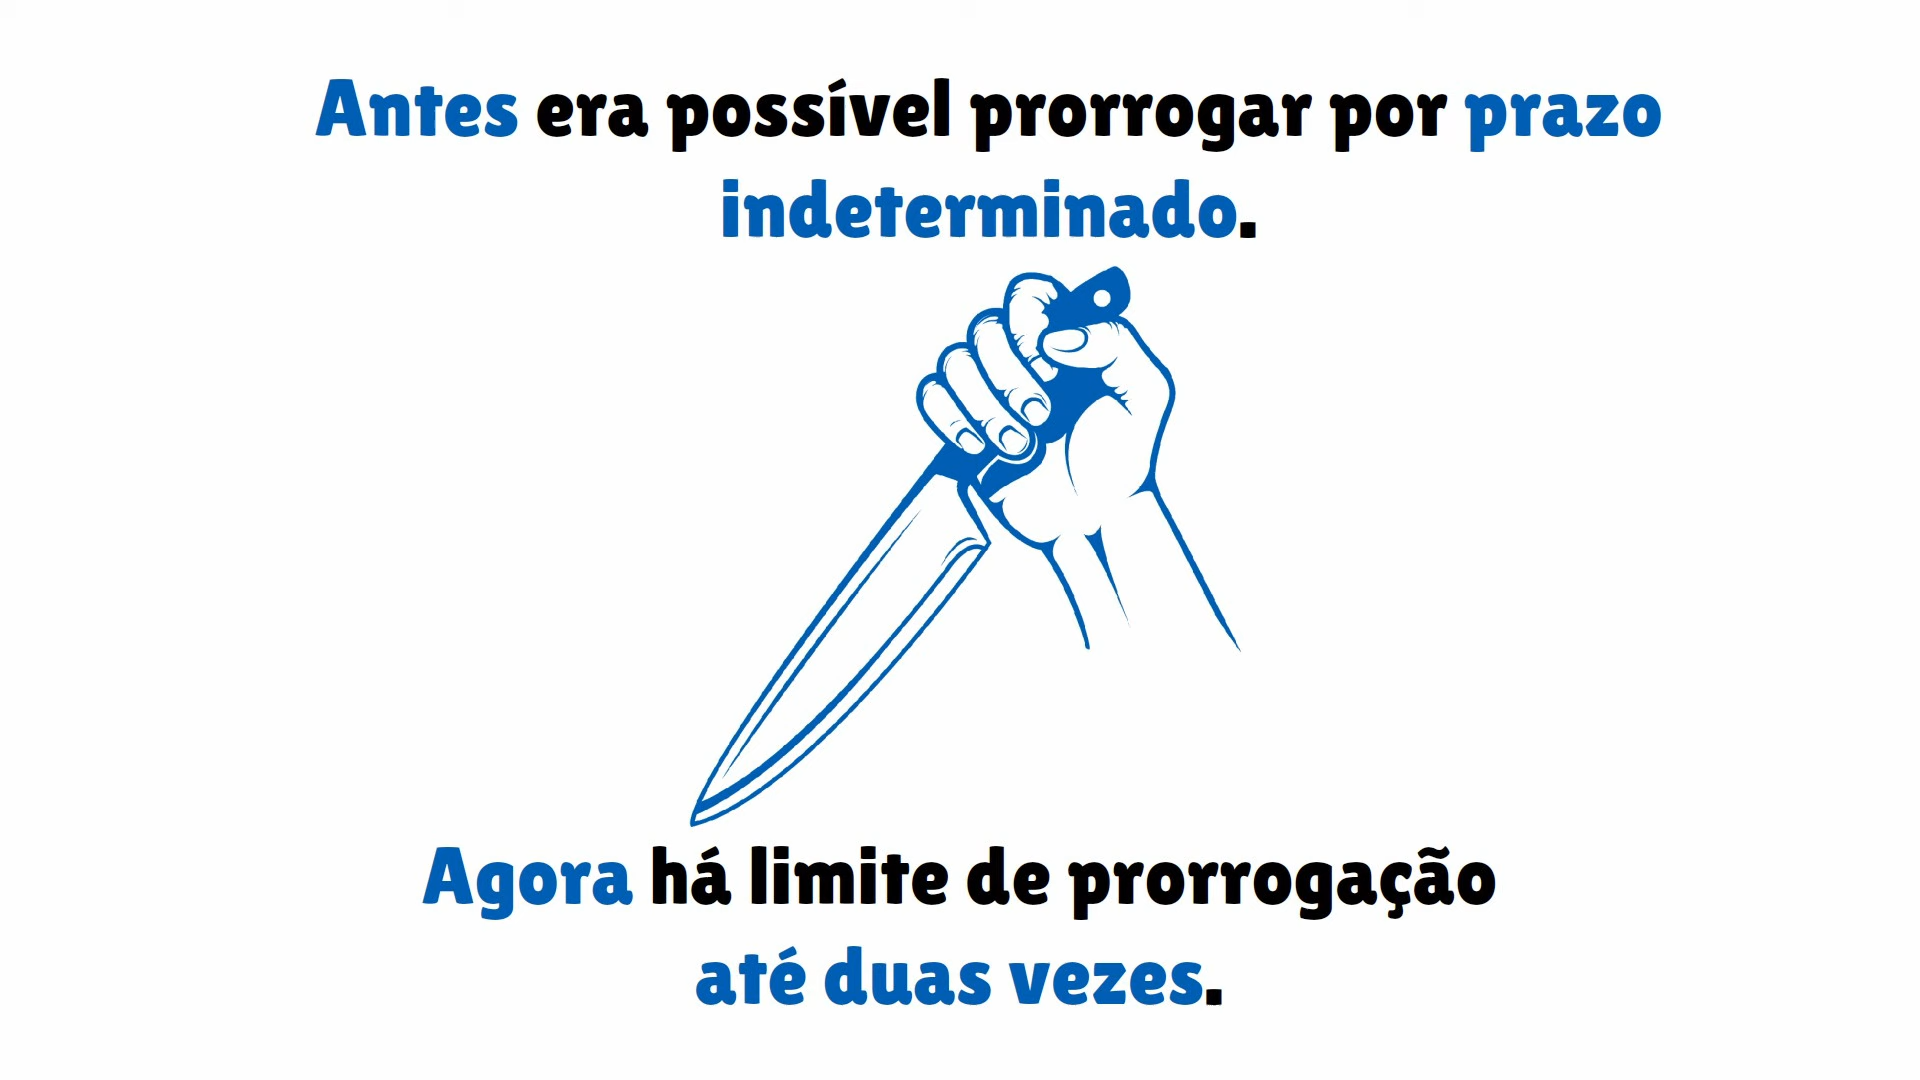 Antes era possível prorrogar por prazo
indeterminado.
Agora há limite de prorrogação
até duas vezes.